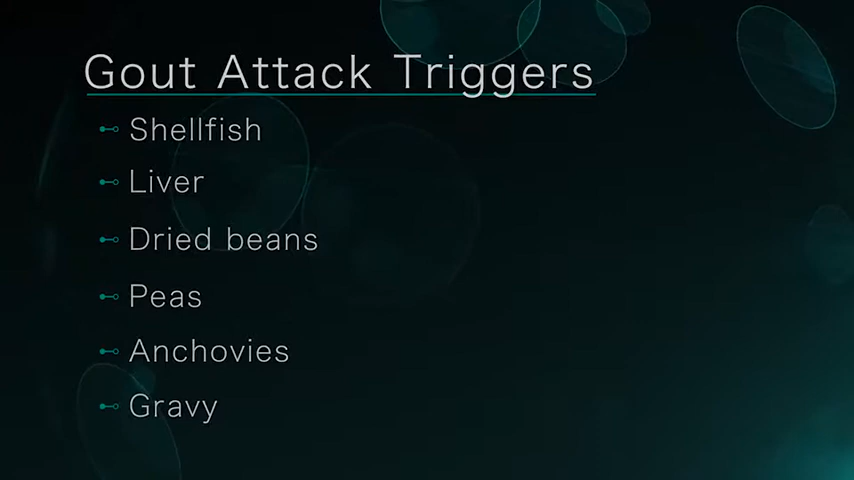 Gout Attack Triggers
Shellfish
Liver
Dried beans
Peas
Anchovies
Gravy